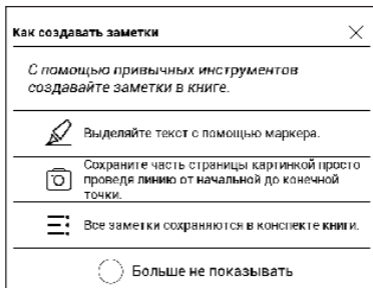 Как создавать заметки
С помощью привычных инструментов
создавайте заметки в книге.
Выделяйте текст с помощью маркера.
Сохраните часть страницы картинкой просто
проведя линию от начальной до конечной
точки.
Все заметки сохраняются в конспекте книги.
Больше не показывать